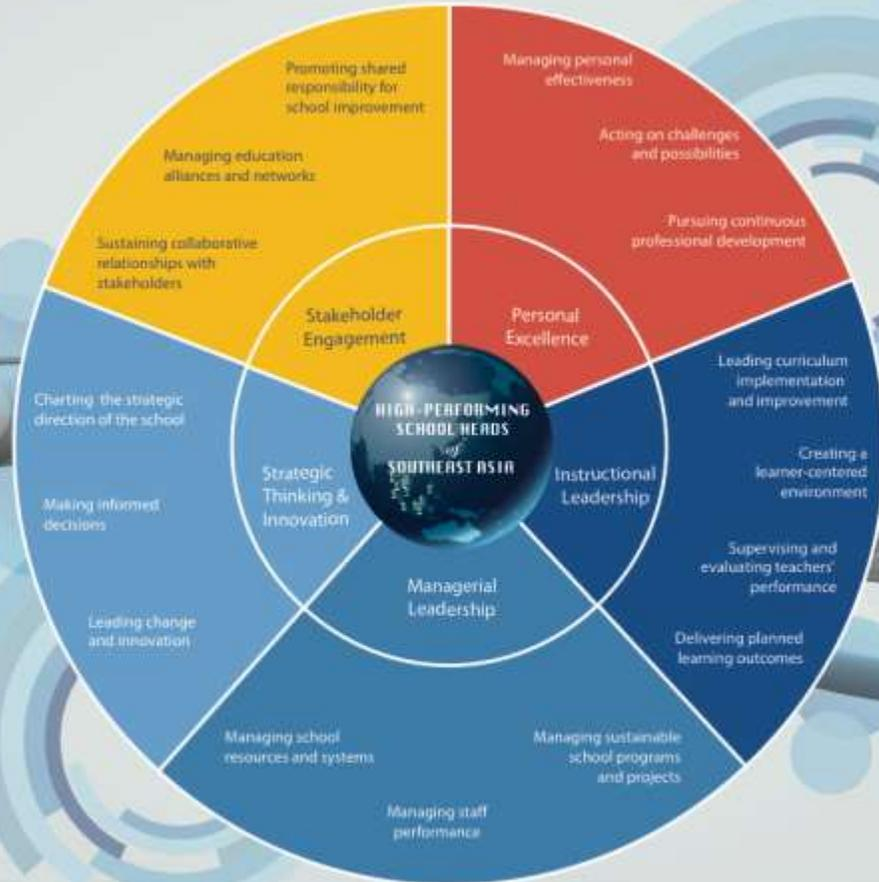 Promoting shared
responsibility for
school improvement
Managing education
alliances and networks
Sustaining collaborative
relationships with
stakeholders
Stakeholder
Engagement
Managing personal
effectiveness
Acting on challenges
and possibilities
Pursuing continuous
professional development
Personal
Excellence
Leading curriculum
implementation
and improvement
Creating a
learner-centered
environment
Supervising and
evaluating teachers'
performance
Delivering planned
learning outcomes
Instructional
Leadership
Managerial
Leadership
Managing sustainable
school programs
and projects
Managing staff
performance
Managing school
resources and systems
Strategic
Thinking &
Innovation
Charting the strategic
direction of the school
Making informed
decisions
Leading change
and innovation
HIGH-PERFORMING
SCHOOL HEADS
of
SOUTHEAST ASIA